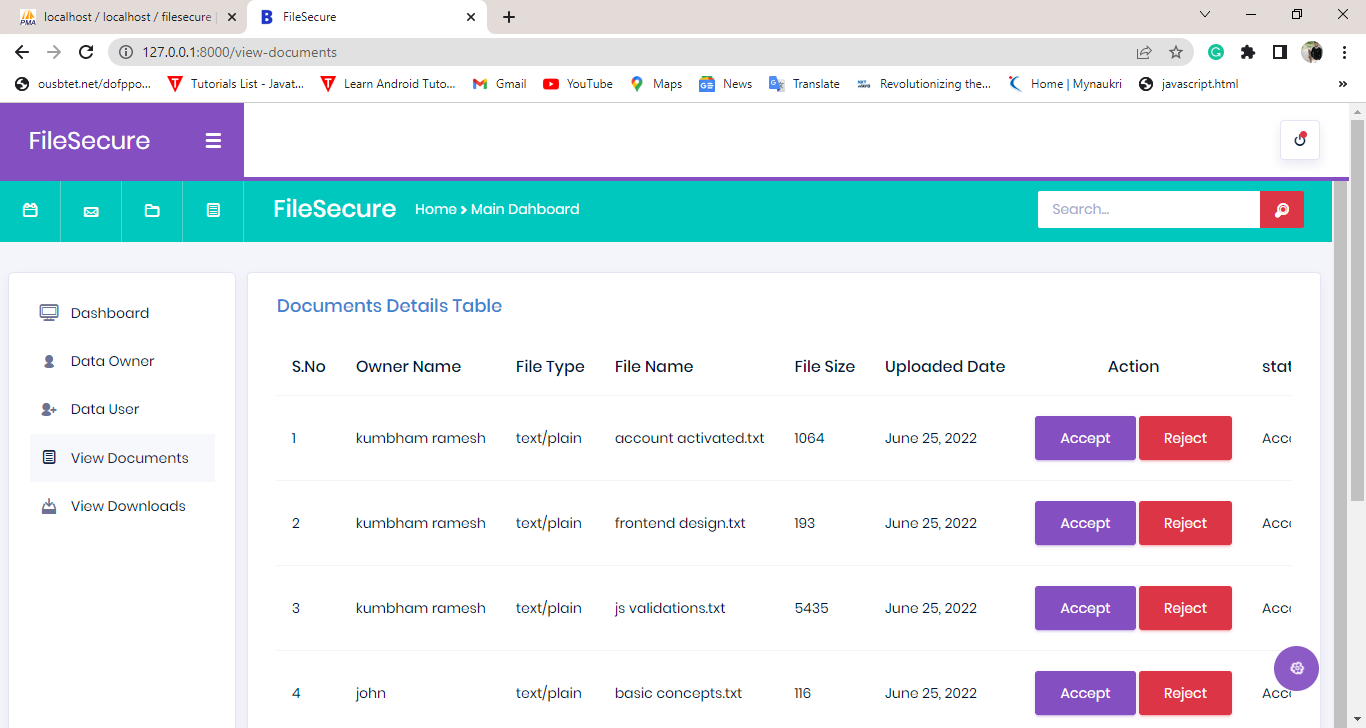 localhost / localhost / filesecure |
FileSecure
127.0.0.1:8000/view-documents
ousbtet.net/dofppo...
Tutorials List - Javat...
Learn Android Tuto...
Gmail
YouTube
Maps
News
Translate
Revolutionizing the...
Home | Mynaukri
javascript.html
»
FileSecure
FileSecure Home > Main Dahboard
Search...
Dashboard
Data Owner
Data User
View Documents
View Downloads
Documents Details Table
S.No Owner Name File Type File Name File Size Uploaded Date Action stat
1 kumbham ramesh text/plain account activated.txt 1064 June 25, 2022 Accept Reject Acc
2 kumbham ramesh text/plain frontend design.txt 193 June 25, 2022 Accept Reject Acc
3 kumbham ramesh text/plain js validations.txt 5435 June 25, 2022 Accept Reject Acc
4 john text/plain basic concepts.txt 116 June 25, 2022 Accept Reject Acc